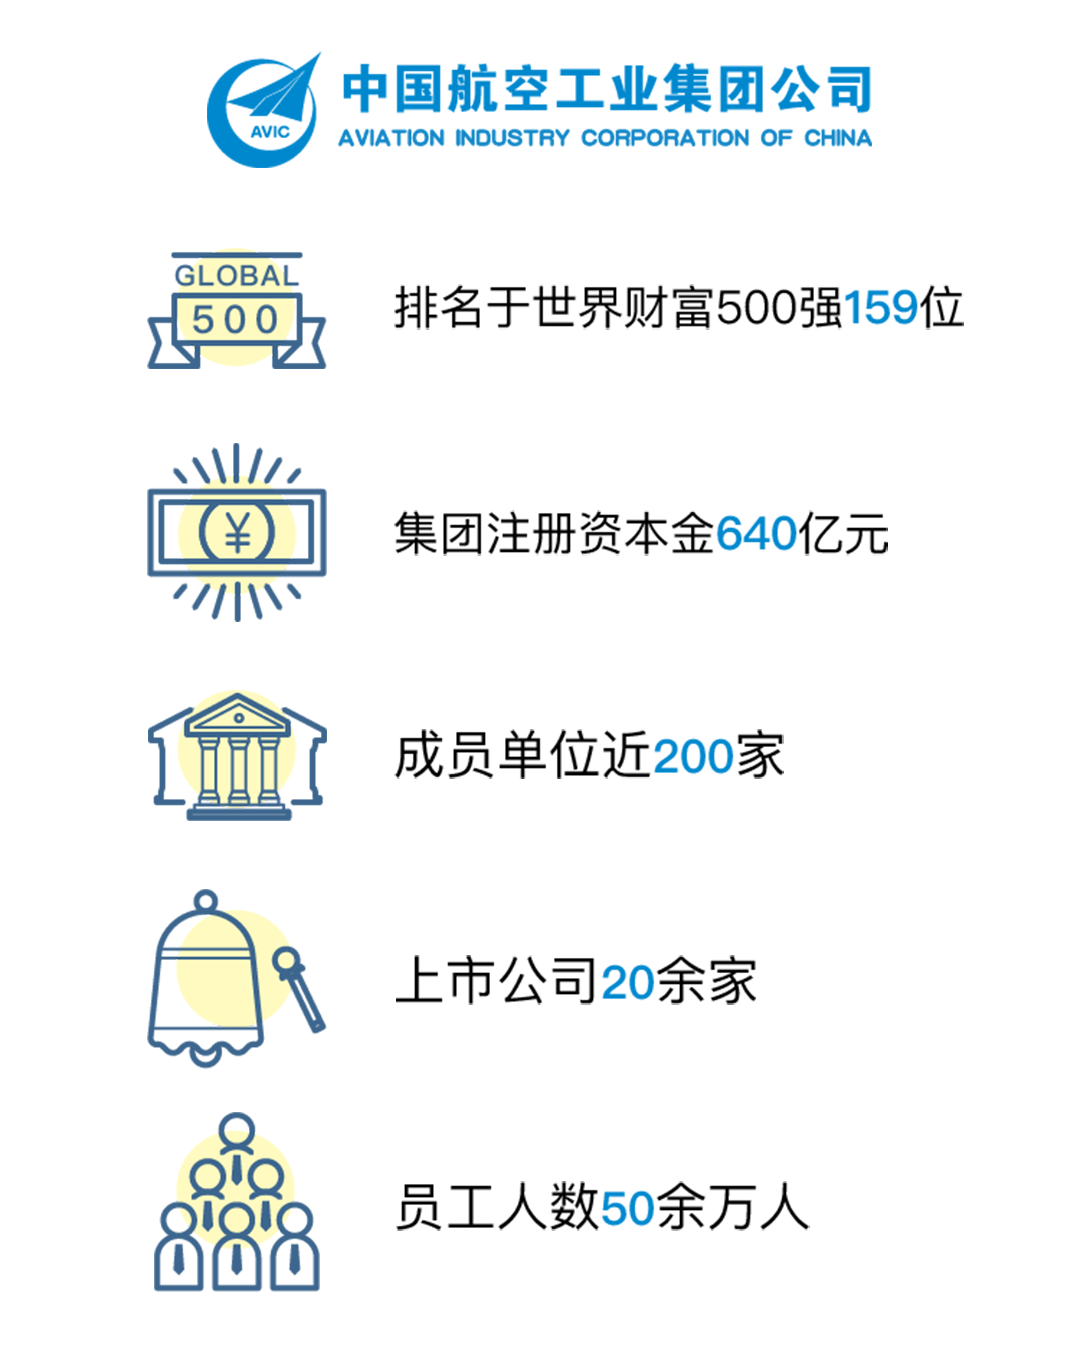 中国航空工业集团公司
AVIC
AVIATION INDUSTRY CORPORATION OF CHINA
GLOBAL
500
排名于世界财富500强159位
¥
集团注册资本金640亿元
成员单位近200家
上市公司20余家
员工人数50余万人